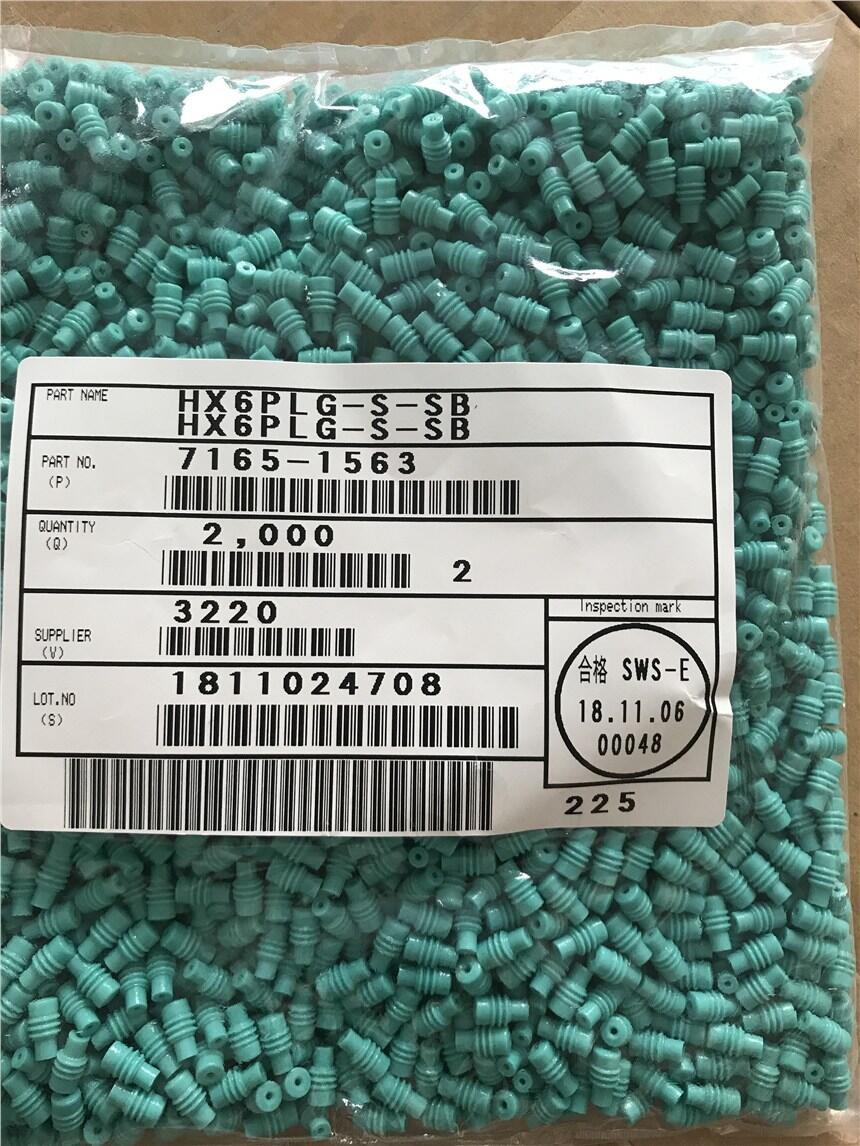 PART NAME
HX6PLG-S-SB
HX6PLG-S-SB
PART NO.
(P)
7165-1563
QUANTITY
(Q)
2,000
2
SUPPLIER
(V)
3220
LOT.NO
(S)
1811024708
Inspection mark
合格 SWS-E
18.11.06
00048
225